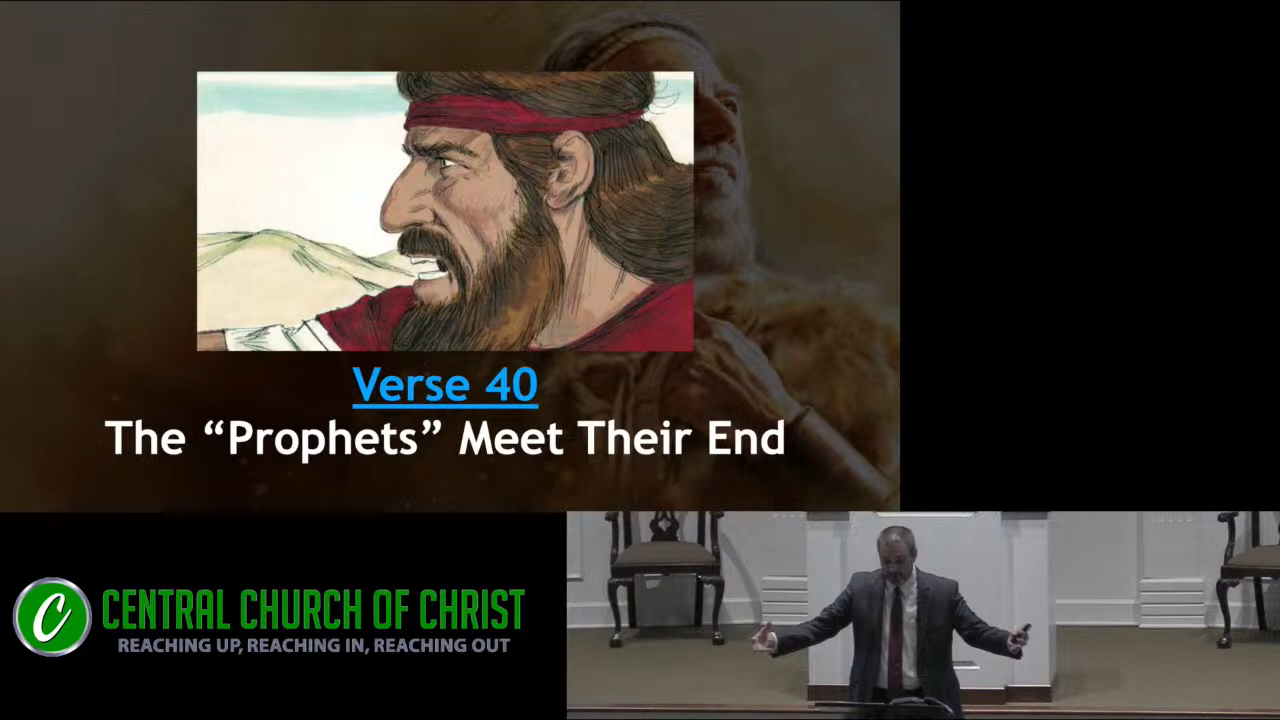 Verse 40
The “Prophets” Meet Their End
C
CENTRAL CHURCH OF CHRIST
REACHING UP, REACHING IN, REACHING OUT